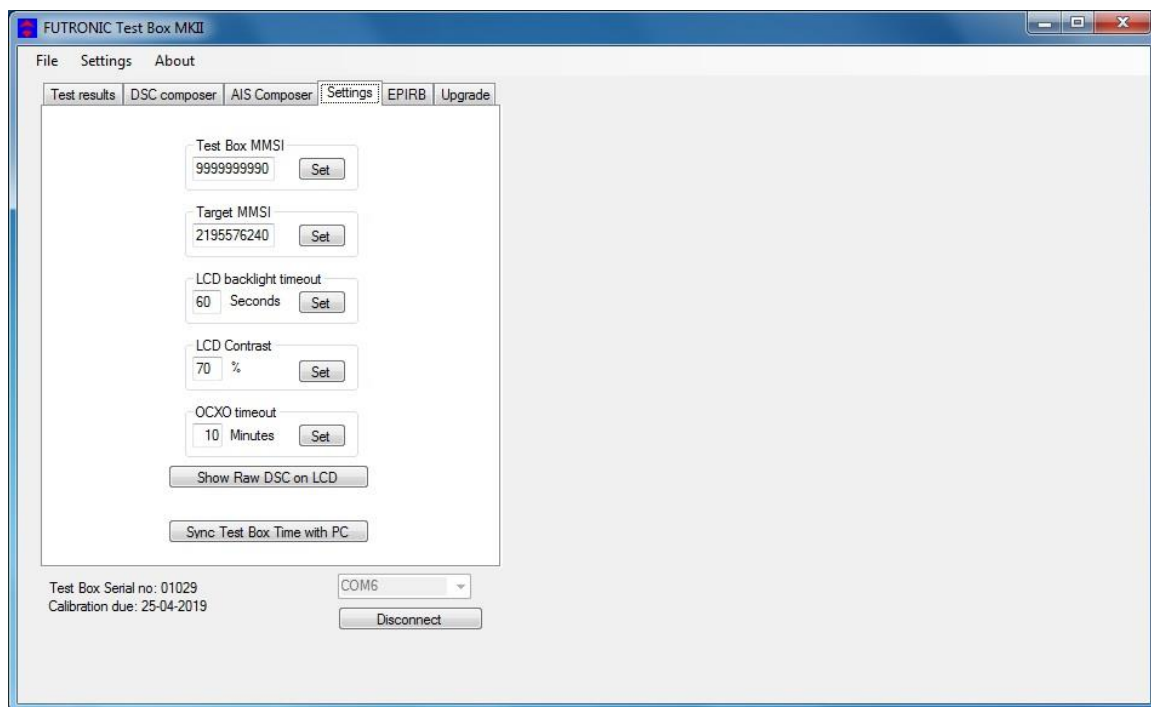 FUTRONIC Test Box MKII
File Settings About
Test results DSC composer AIS Composer Settings EPIRB Upgrade
Test Box MMSI
9999999990 Set
Target MMSI
2195576240 Set
LCD backlight timeout
60 Seconds Set
LCD Contrast
70 % Set
OCXO timeout
10 Minutes Set
Show Raw DSC on LCD
Sync Test Box Time with PC
Test Box Serial no: 01029
Calibration due: 25-04-2019
COM6
Disconnect